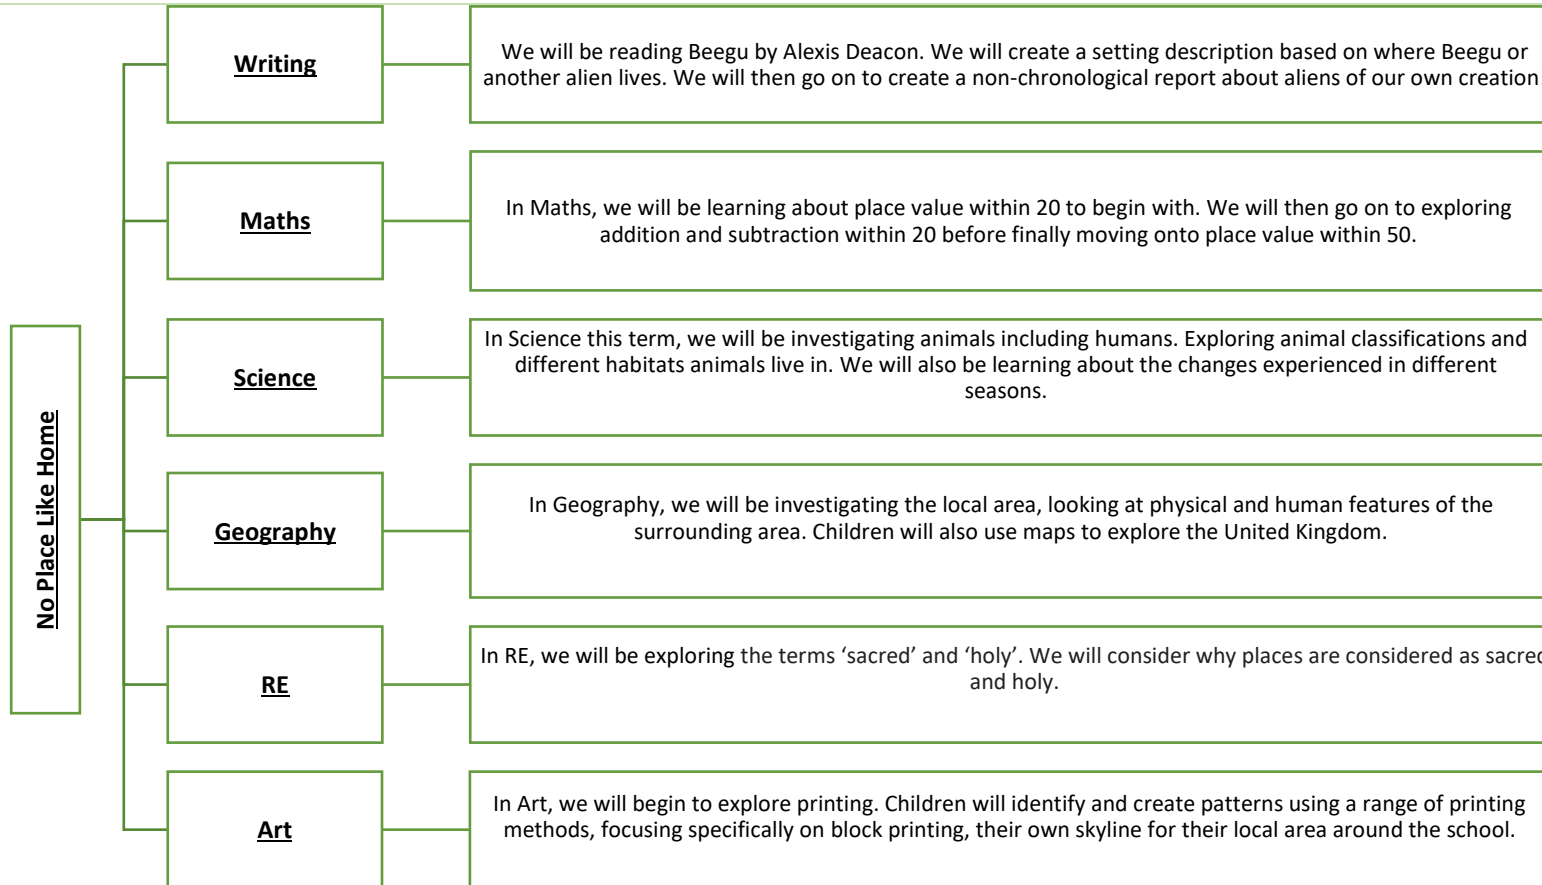 No Place Like Home
Writing
We will be reading Beegu by Alexis Deacon. We will create a setting description based on where Beegu or
another alien lives. We will then go on to create a non-chronological report about aliens of our own creation
Maths
In Maths, we will be learning about place value within 20 to begin with. We will then go on to exploring
addition and subtraction within 20 before finally moving onto place value within 50.
Science
In Science this term, we will be investigating animals including humans. Exploring animal classifications and
different habitats animals live in. We will also be learning about the changes experienced in different
seasons.
Geography
In Geography, we will be investigating the local area, looking at physical and human features of the
surrounding area. Children will also use maps to explore the United Kingdom.
RE
In RE, we will be exploring the terms ‘sacred’ and ‘holy’. We will consider why places are considered as sacred
and holy.
Art
In Art, we will begin to explore printing. Children will identify and create patterns using a range of printing
methods, focusing specifically on block printing, their own skyline for their local area around the school.